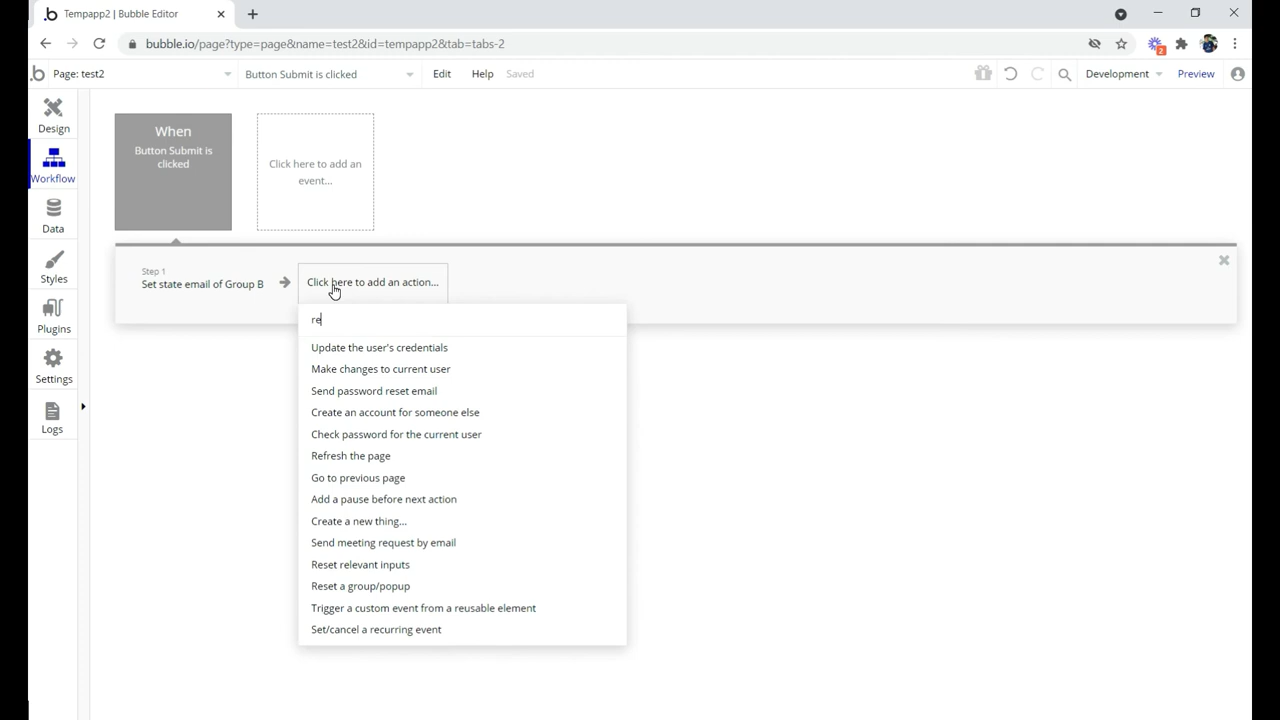 Tempapp2 | Bubble Editor
bubble.io/page?type=page&name=test2&id=tempapp2&tab=tabs-2
2
Page: test2
Button Submit is clicked
Edit
Help
Saved
Development
Preview
Design
Workflow
Data
Styles
Plugins
Settings
Logs
When
Button Submit is
clicked
Click here to add an
event...
Step 1
Set state email of Group B
Click here to add an action...
re
Update the user's credentials
Make changes to current user
Send password reset email
Create an account for someone else
Check password for the current user
Refresh the page
Go to previous page
Add a pause before next action
Create a new thing...
Send meeting request by email
Reset relevant inputs
Reset a group/popup
Trigger a custom event from a reusable element
Set/cancel a recurring event